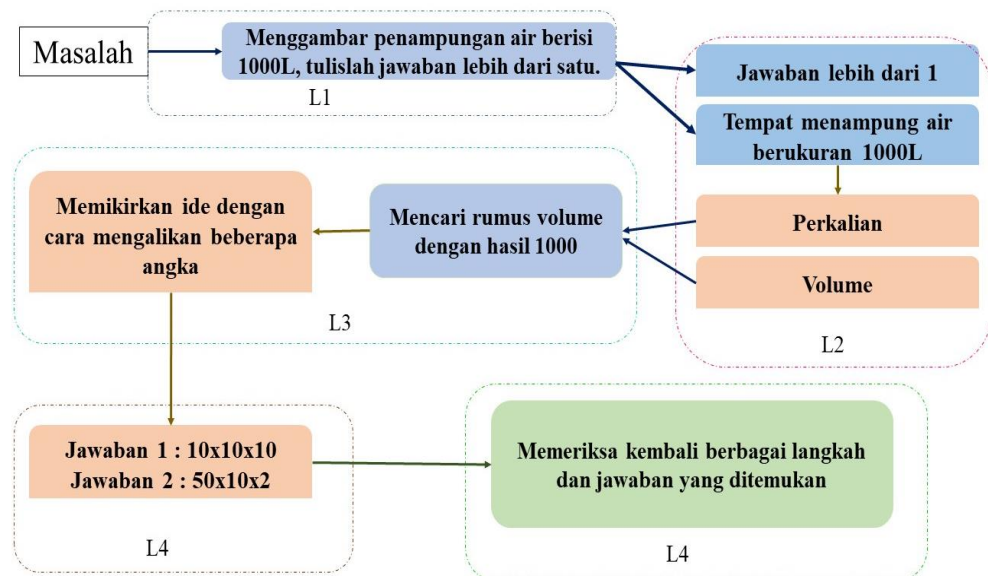 Masalah
Menggambar penampungan air berisi
1000L, tulislah jawaban lebih dari satu.
L1
Jawaban lebih dari 1
Tempat menampung air
berukuran 1000L
Perkalian
Volume
L2
Mencari rumus volume
dengan hasil 1000
Memikirkan ide dengan
cara mengalikan beberapa
angka
L3
Jawaban 1 : 10x10x10
Jawaban 2 : 50x10x2
L4
Memeriksa kembali berbagai langkah
dan jawaban yang ditemukan
L4